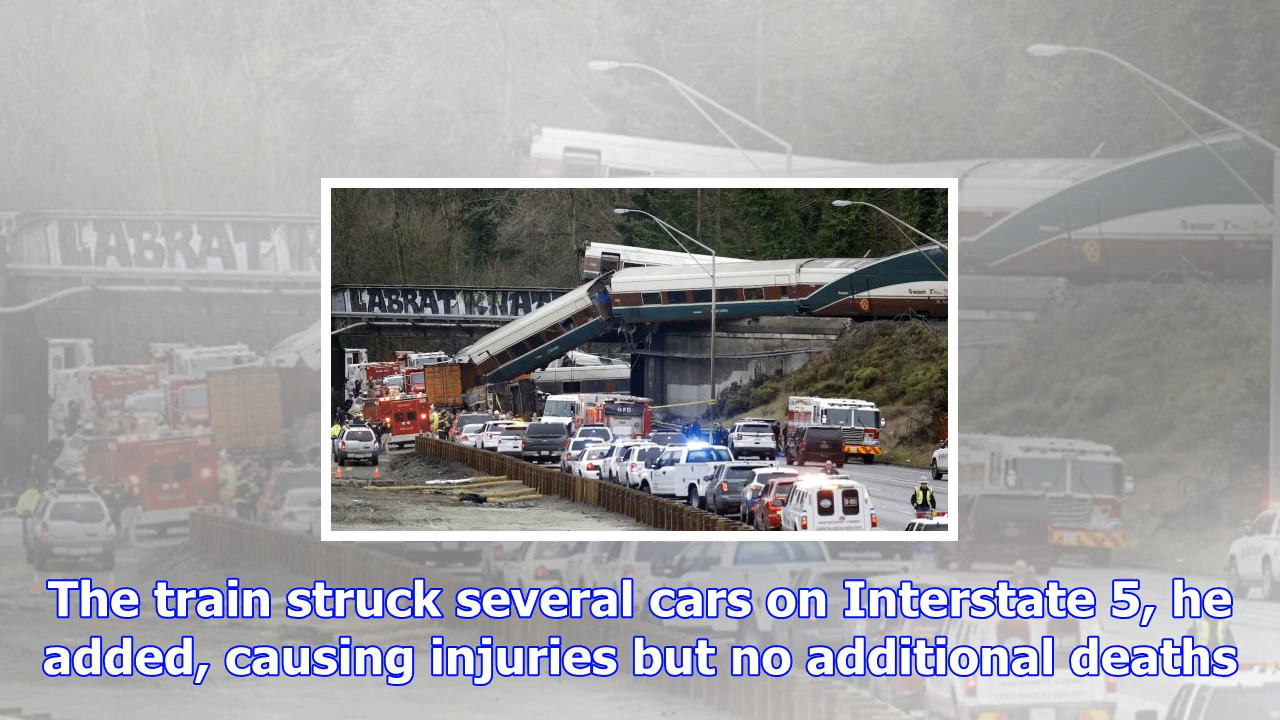 LABRAT
The train struck several cars on Interstate 5, he
added, causing injuries but no additional deaths